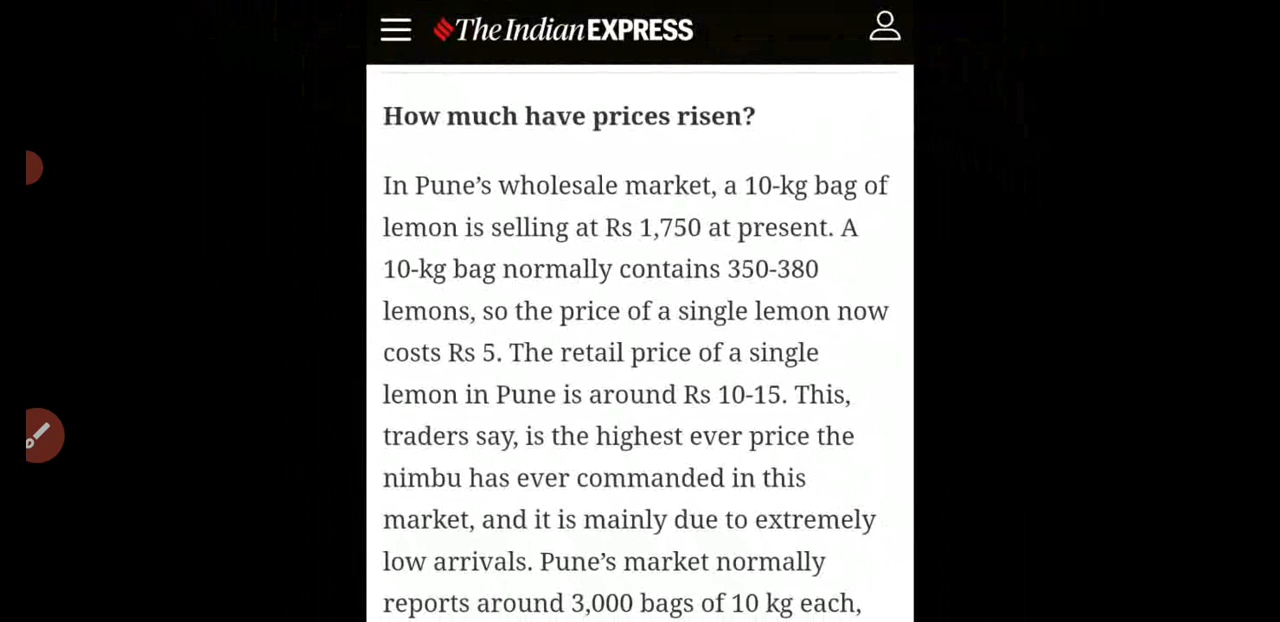 The Indian EXPRESS
How much have prices risen?
In Pune's wholesale market, a 10-kg bag of
lemon is selling at Rs 1,750 at present. A
10-kg bag normally contains 350-380
lemons, so the price of a single lemon now
costs Rs 5. The retail price of a single
lemon in Pune is around Rs 10-15. This,
traders say, is the highest ever price the
nimbu has ever commanded in this
market, and it is mainly due to extremely
low arrivals. Pune's market normally
reports around 3,000 bags of 10 kg each,